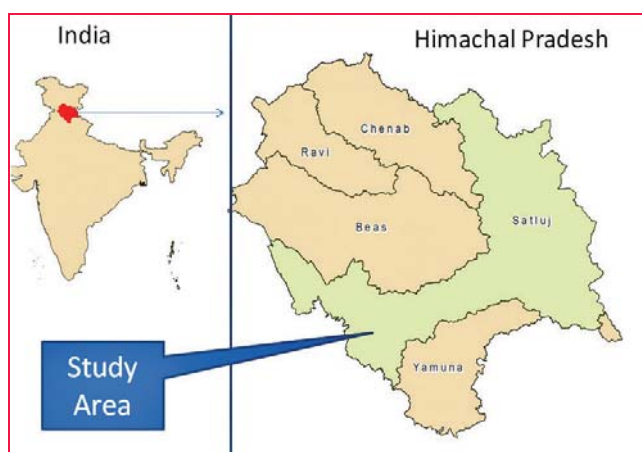 India
Himachal Pradesh
Chenab
Ravi
Satluj
Beas
Study
Area
Yamuna